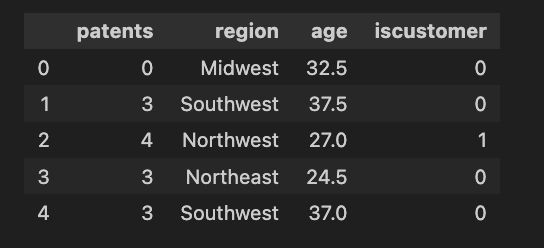 patents region age iscustomer
0 0 Midwest 32.5 0
1 3 Southwest 37.5 0
2 4 Northwest 27.0 1
3 3 Northeast 24.5 0
4 3 Southwest 37.0 0